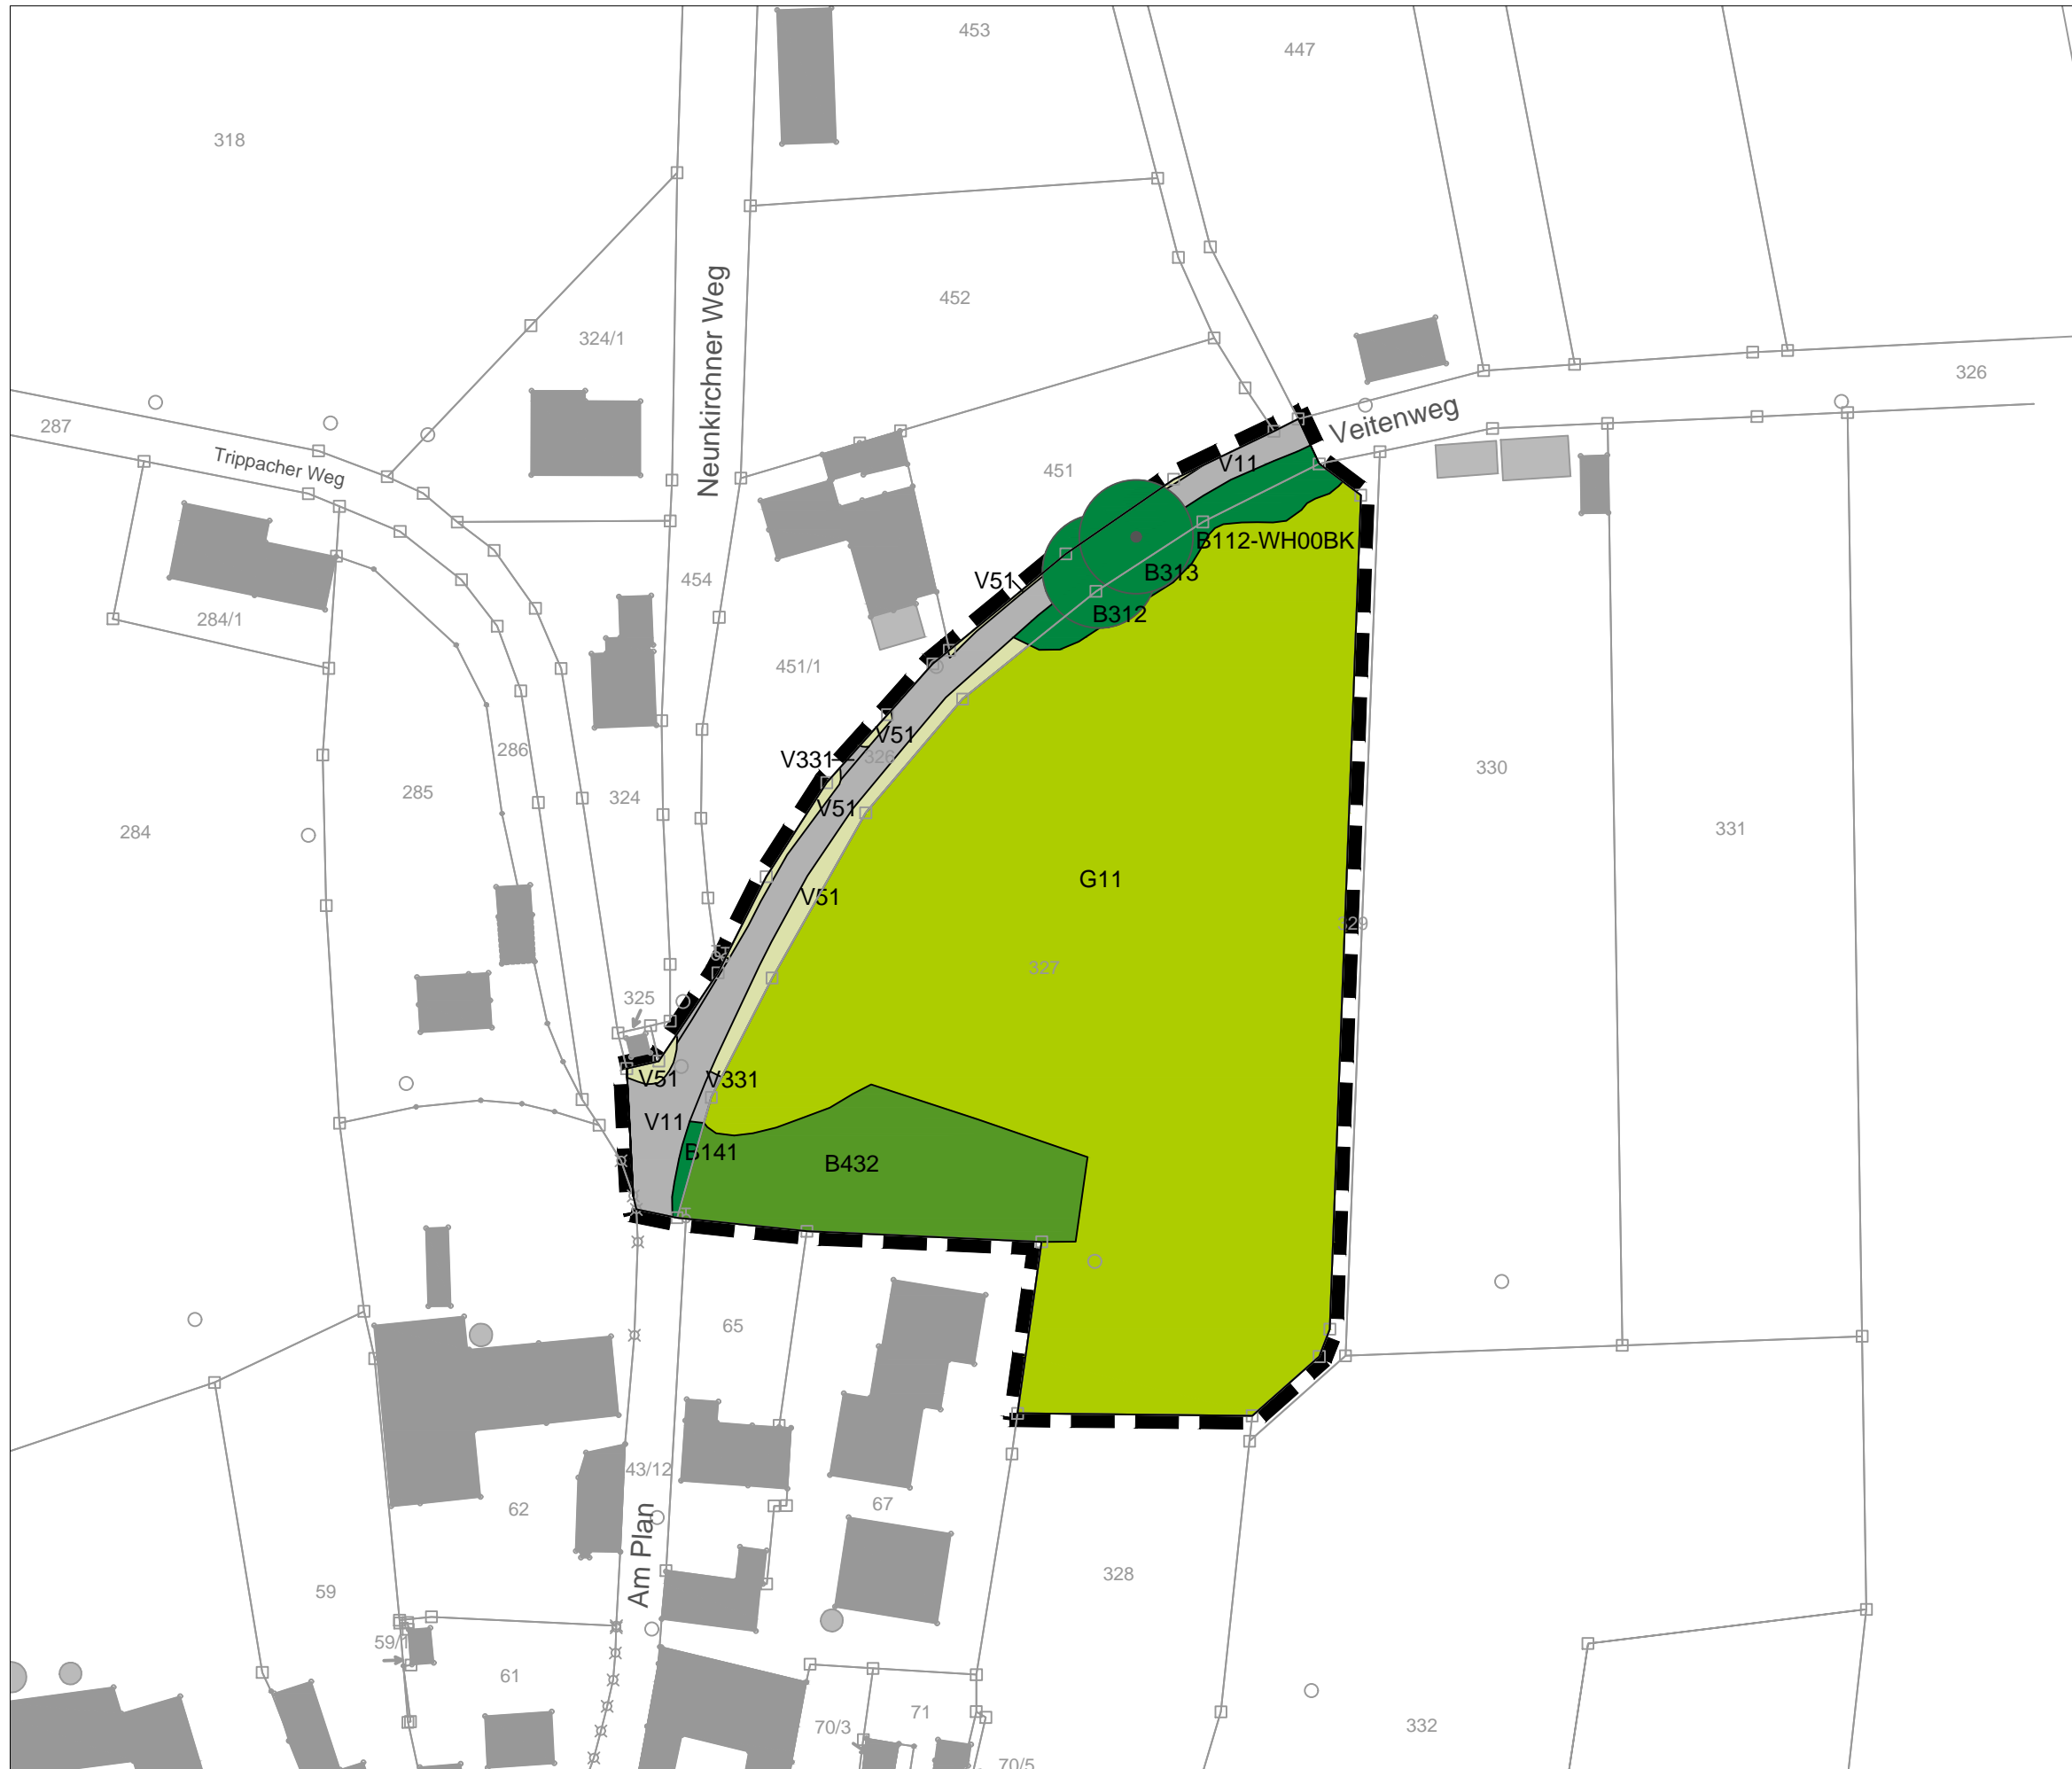 453
447
318
452
324/1
Neunkirchner Weg
326
287
Veitenweg
Trippacher Weg
451
V11
B112-WH00BK
B313
V51
454
B312
284/1
451/1
V51
286
V331
326
330
285
324
V51
331
284
G11
V51
329
327
325
V51
V331
V11
B141
B432
65
43/12
62
67
Am Plan
328
59
59/1
61
71
70/3
332
70/5